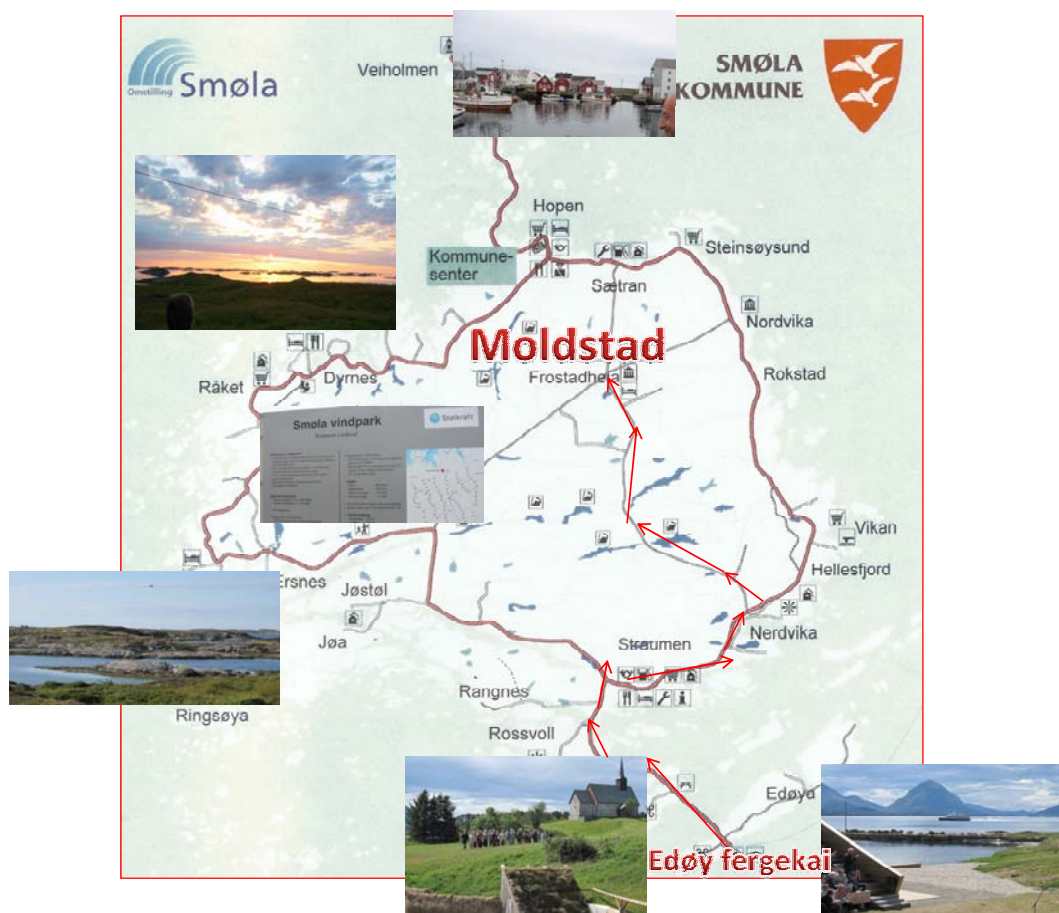 Omstilling Smøla
SMØLA
KOMMUNE
Veiholmen
Hopen
Kommune-
senter
Steinsøysund
Sætran
Nordvika
Moldstad
Frostadheia
Rokstad
Råket
Dyrnes
Smøla vindpark
Statkraft
Vikan
Hellesfjord
Ersnes
Jøstøl
Jøa
Nerdvika
Straumen
Rangnes
Ringsøya
Rossvoll
Edøya
Edøy fergekai